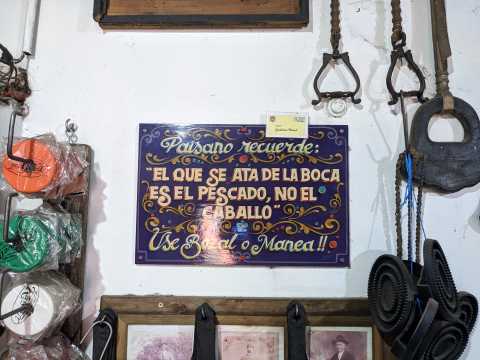 Paisano recuerde:
"EL QUE SE ATA DE LA BOCA
ES EL PESCADO, NO EL
CABALLO"
Use Bozal o Manea!!